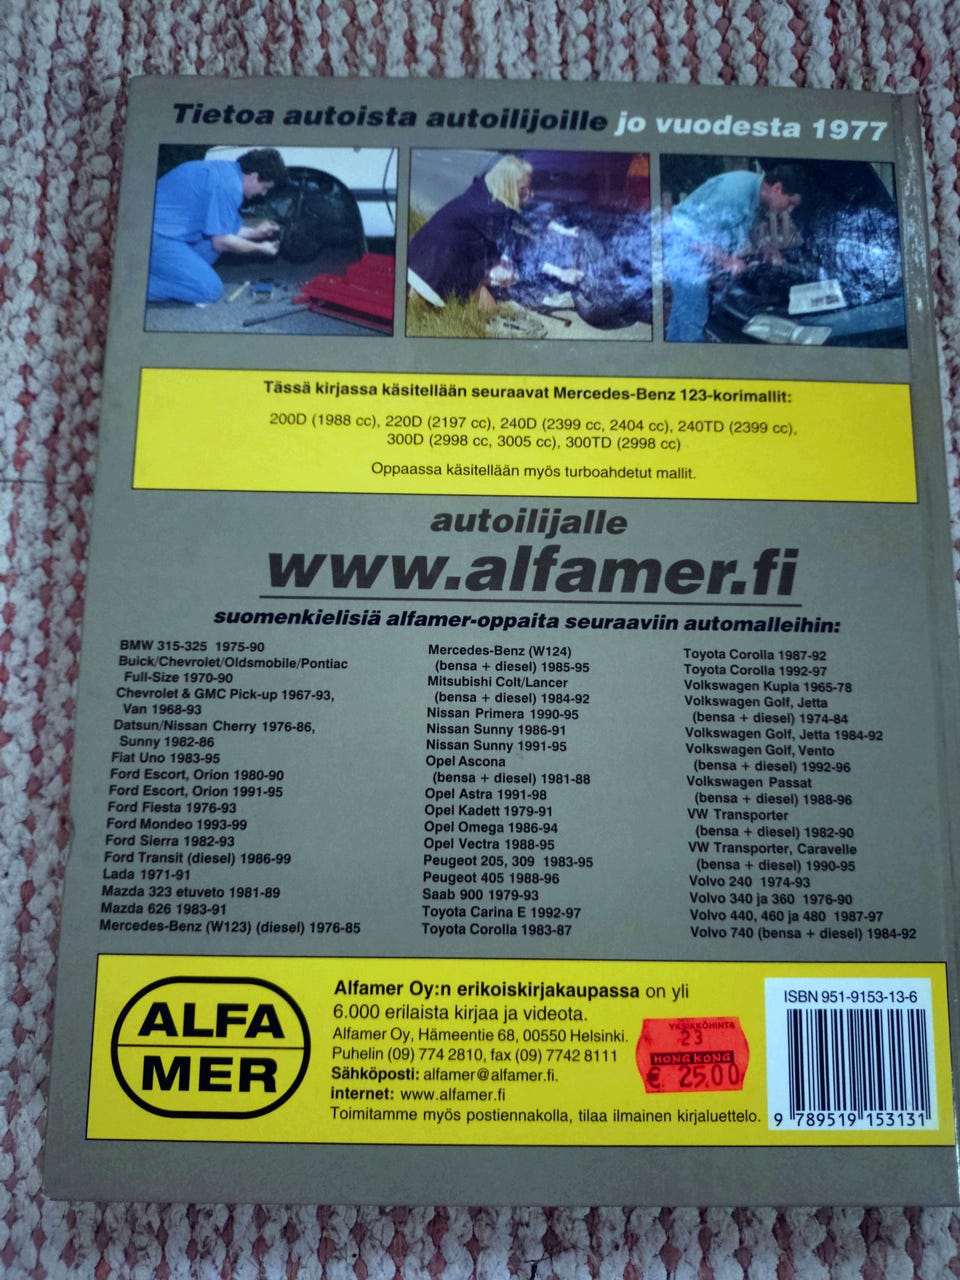 Tietoa autoista autoilijoille jo vuodesta 1977
Tässä kirjassa käsitellään seuraavat Mercedes-Benz 123-korimallit:
200D (1988 cc), 220D (2197 cc), 240D (2399 cc, 2404 cc), 240TD (2399 cc),
300D (2998 cc, 3005 cc), 300TD (2998 cc)
Oppaassa käsitellään myös turboahdetut mallit.
autoilijalle
www.alfamer.fi
suomenkielisiä alfamer-oppaita seuraaviin automalleihin:
BMW 315-325 1975-90
Buick/Chevrolet/Oldsmobile/Pontiac
Full-Size 1970-90
Chevrolet & GMC Pick-up 1967-93,
Van 1968-93
Datsun/Nissan Cherry 1976-86,
Sunny 1982-86
Fiat Uno 1983-95
Ford Escort, Orion 1980-90
Ford Escort, Orion 1991-95
Ford Fiesta 1976-93
Ford Mondeo 1993-99
Ford Sierra 1982-93
Ford Transit (diesel) 1986-99
Lada 1971-91
Mazda 323 etuveto 1981-89
Mazda 626 1983-91
Mercedes-Benz (W123) (diesel) 1976-85
Mercedes-Benz (W124)
(bensa + diesel) 1985-95
Mitsubishi Colt/Lancer
(bensa + diesel) 1984-92
Nissan Primera 1990-95
Nissan Sunny 1986-91
Nissan Sunny 1991-95
Opel Ascona
(bensa + diesel) 1981-88
Opel Astra 1991-98
Opel Kadett 1979-91
Opel Omega 1986-94
Opel Vectra 1988-95
Peugeot 205, 309 1983-95
Peugeot 405 1988-96
Saab 900 1979-93
Toyota Carina E 1992-97
Toyota Corolla 1983-87
Toyota Corolla 1987-92
Toyota Corolla 1992-97
Volkswagen Kupla 1965-78
Volkswagen Golf, Jetta
(bensa + diesel) 1974-84
Volkswagen Golf, Jetta 1984-92
Volkswagen Golf, Vento
(bensa + diesel) 1992-96
Volkswagen Passat
(bensa + diesel) 1988-96
VW Transporter
(bensa + diesel) 1982-90
VW Transporter, Caravelle
(bensa + diesel) 1990-95
Volvo 240 1974-93
Volvo 340 ja 360 1976-90
Volvo 440, 460 ja 480 1987-97
Volvo 740 (bensa + diesel) 1984-92
ALFA
MER
Alfamer Oy:n erikoiskirjakaupassa on yli
6.000 erilaista kirjaa ja videota.
Alfamer Oy, Hämeentie 68, 00550 Helsinki.
Puhelin (09) 774 2810, fax (09) 7742 8111
Sähköposti: alfamer@alfamer.fi.
internet: www.alfamer.fi
Toimitamme myös postiennakolla, tilaa ilmainen kirjaluettelo.
YKSIKKÖHINTA
23
HONG KONG
€ 25.00
ISBN 951-9153-13-6
9 789519 153131